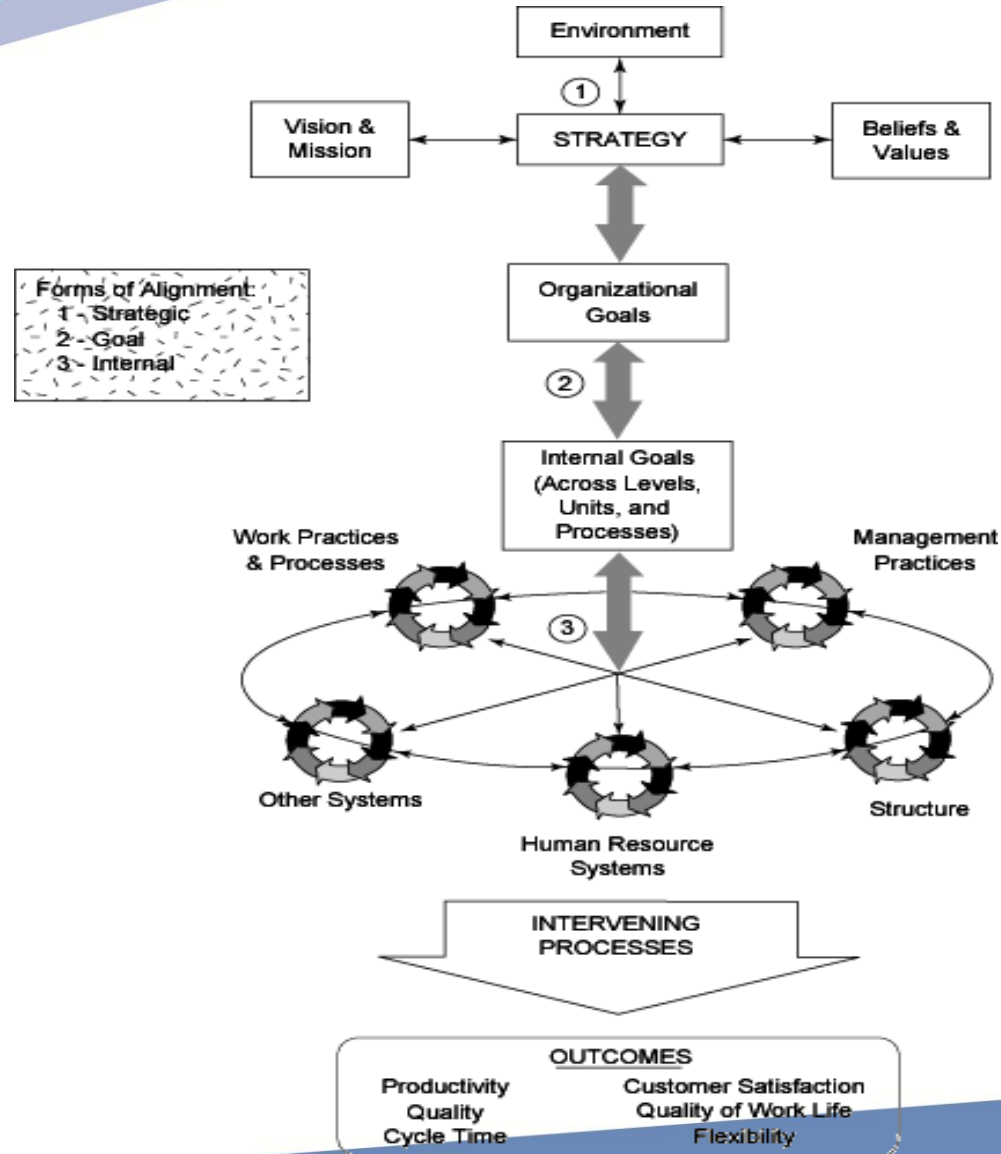 Environment
1
Vision &
Mission
STRATEGY
Beliefs &
Values
Forms of Alignment:
1 - Strategic
2 - Goal
3 - Internal
Organizational
Goals
2
Internal Goals
(Across Levels,
Units, and
Processes)
Work Practices
& Processes
Management
Practices
3
Other Systems
Human Resource
Systems
Structure
INTERVENING
PROCESSES
OUTCOMES
Productivity
Quality
Cycle Time
Customer Satisfaction
Quality of Work Life
Flexibility